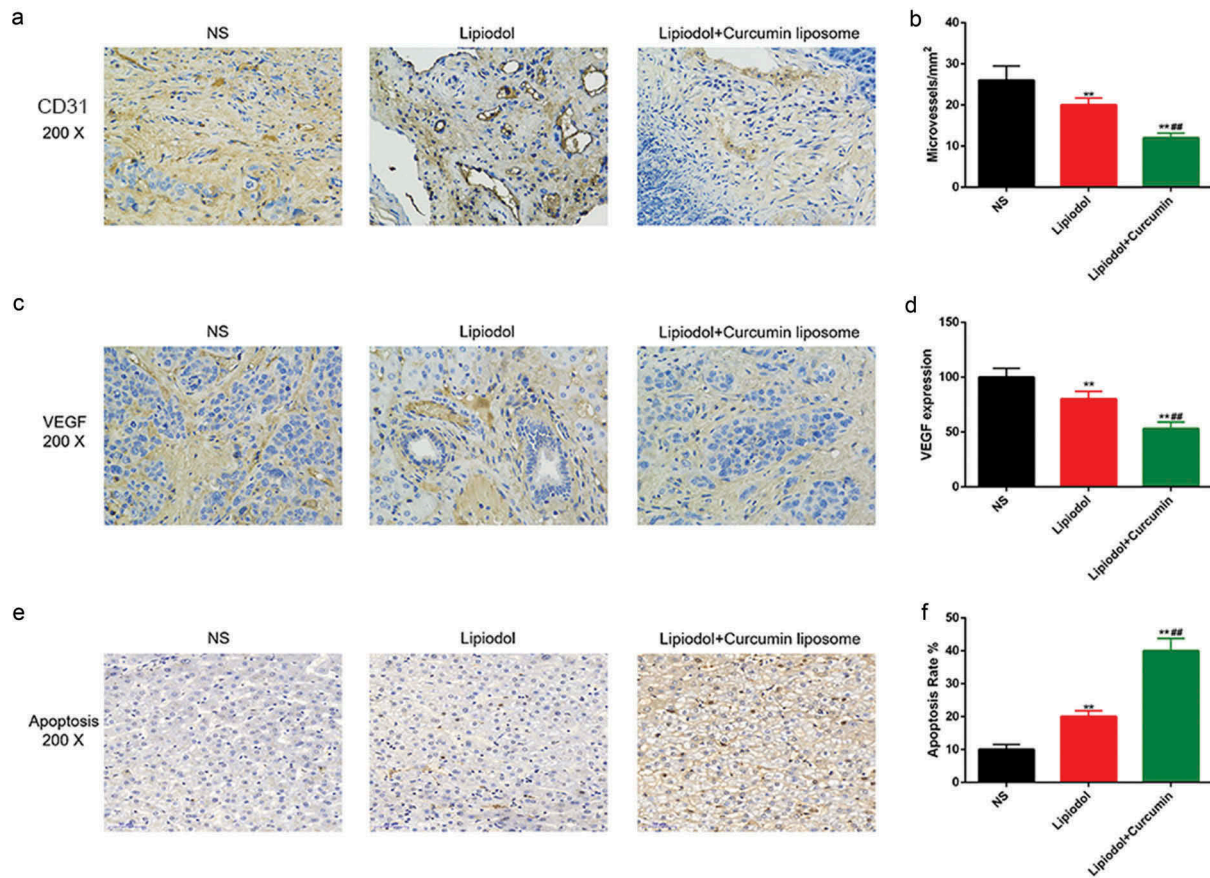 a
NS
Lipiodol
Lipiodol+Curcumin liposome
CD31
200 X
b
Microvessels/mm²
40
30
20
10
0
**
**##
NS
Lipiodol
Lipiodol+Curcumin
c
NS
Lipiodol
Lipiodol+Curcumin liposome
VEGF
200 X
d
VEGF expression
150
100
50
0
**
**##
NS
Lipiodol
Lipiodol+Curcumin
e
NS
Lipiodol
Lipiodol+Curcumin liposome
Apoptosis
200 X
f
Apoptosis Rate %
50
40
30
20
10
0
**
**##
NS
Lipiodol
Lipiodol+Curcumin